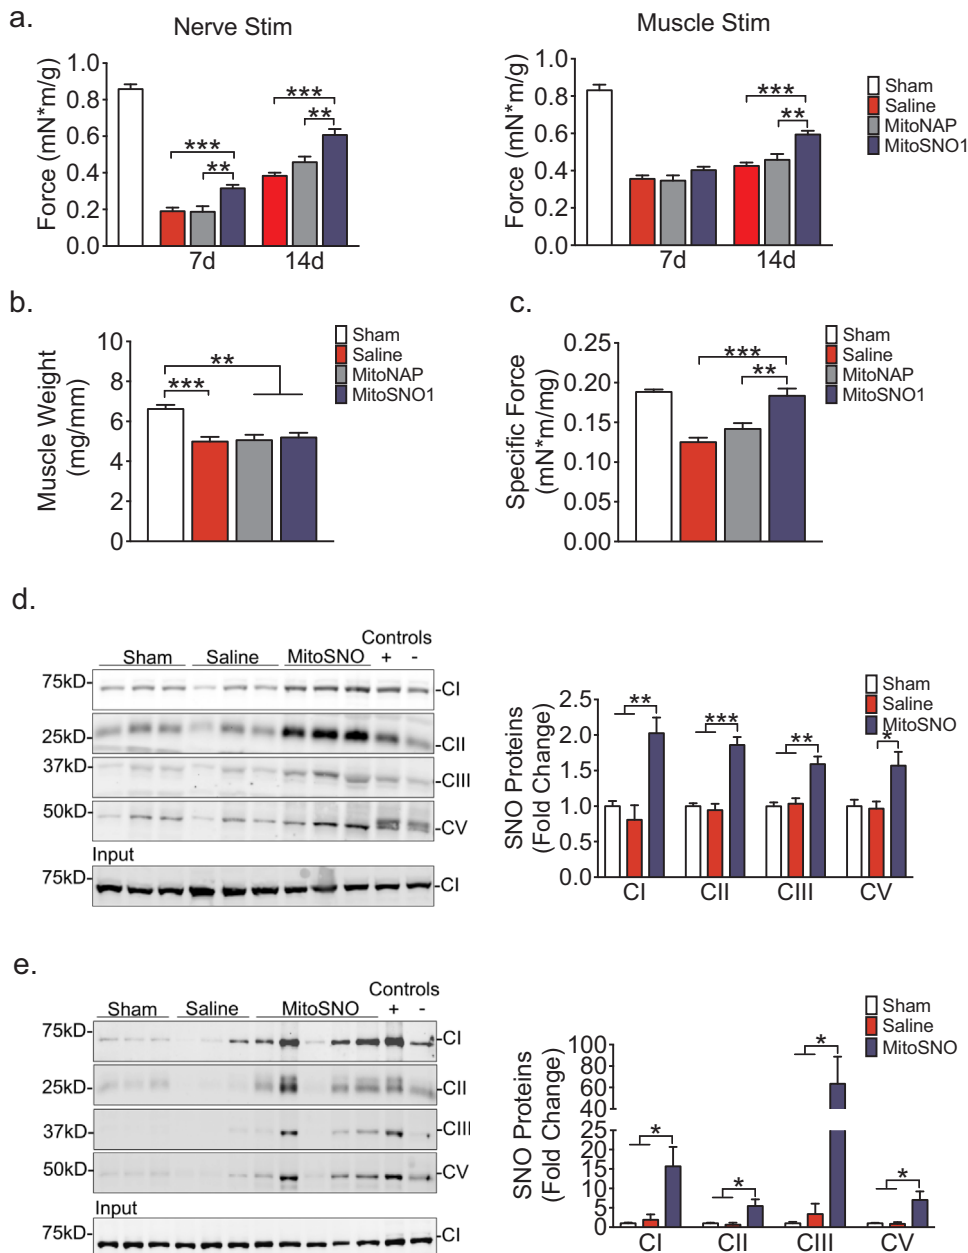 a.
Nerve Stim
Force (mN*m/g)
1.0
0.8
0.6
0.4
0.2
0.0
***
**
***
**
7d
14d
Muscle Stim
Force (mN*m/g)
1.0
0.8
0.6
0.4
0.2
0.0
***
**
7d
14d
Sham
Saline
MitoNAP
MitoSNO1
b.
Muscle Weight
(mg/mm)
10
8
6
4
2
0
***
**
Sham
Saline
MitoNAP
MitoSNO1
c.
Specific Force
(mN*m/mg)
0.25
0.20
0.15
0.10
0.05
0.00
***
**
Sham
Saline
MitoNAP
MitoSNO1
d.
Controls
Sham Saline MitoSNO + -
75kD -CI
25kD -CII
37kD -CIII
50kD -CV
Input
75kD -CI
SNO Proteins
(Fold Change)
2.5
2.0
1.5
1.0
0.5
0.0
**
***
**
*
CI CII CIII CV
Sham
Saline
MitoSNO
e.
Controls
Sham Saline MitoSNO + -
75kD -CI
25kD -CII
37kD -CIII
50kD -CV
Input
75kD -CI
SNO Proteins
(Fold Change)
100
80
60
40
25
20
15
10
5
0
*
*
*
*
CI CII CIII CV
Sham
Saline
MitoSNO